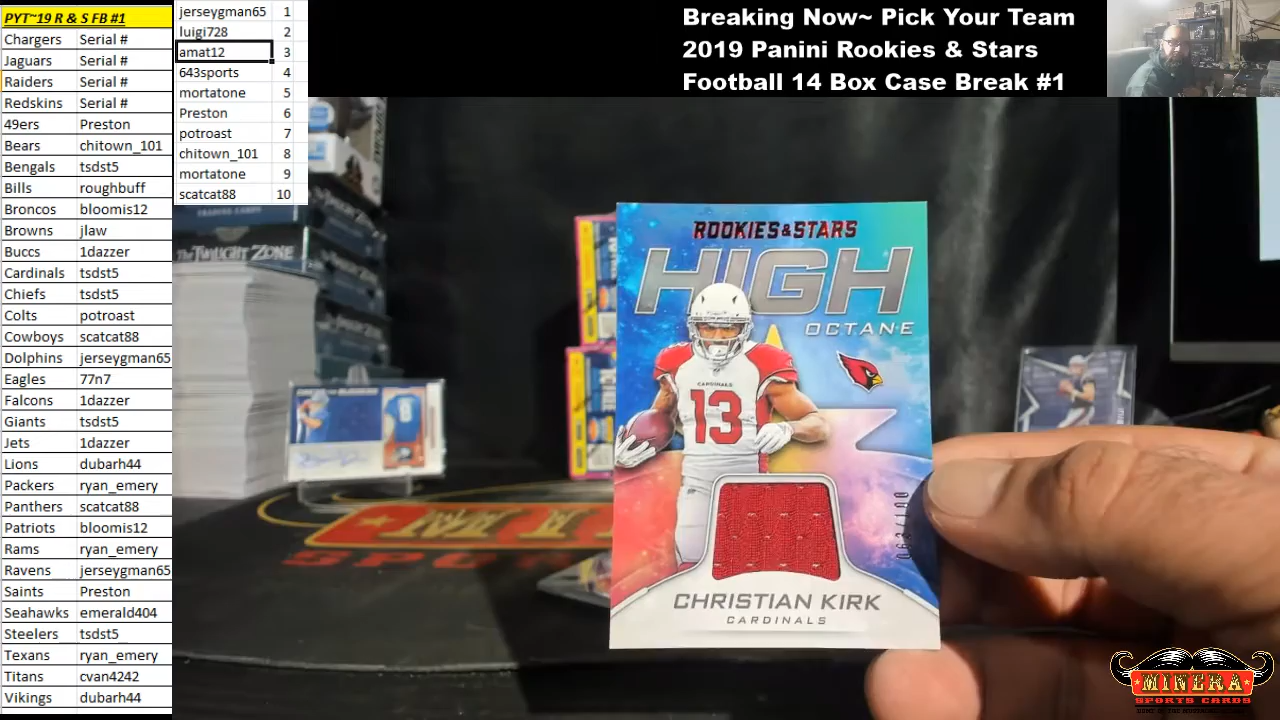 PYT~19 R & S FB #1
Chargers Serial #
Jaguars Serial #
Raiders Serial #
Redskins Serial #
49ers Preston
Bears chitown_101
Bengals tsdst5
Bills roughbuff
Broncos bloomis12
Browns jlaw
Buccs 1dazzer
Cardinals tsdst5
Chiefs tsdst5
Colts potroast
Cowboys scatcat88
Dolphins jerseygman65
Eagles 77n7
Falcons 1dazzer
Giants tsdst5
Jets 1dazzer
Lions dubarh44
Packers ryan_emery
Panthers scatcat88
Patriots bloomis12
Rams ryan_emery
Ravens jerseygman65
Saints Preston
Seahawks emerald404
Steelers tsdst5
Texans ryan_emery
Titans cvan4242
Vikings dubarh44
jerseygman65 1
luigi728 2
amat12 3
643sports 4
mortatone 5
Preston 6
potroast 7
chitown_101 8
mortatone 9
scatcat88 10
Breaking Now~ Pick Your Team
2019 Panini Rookies & Stars
Football 14 Box Case Break #1
THE TWILIGHT ZONE
ROOKIES & STARS
HIGH
OCTANE
CARDINALS
13
CHRISTIAN KIRK
CARDINALS
MINERA
SPORTS CARDS